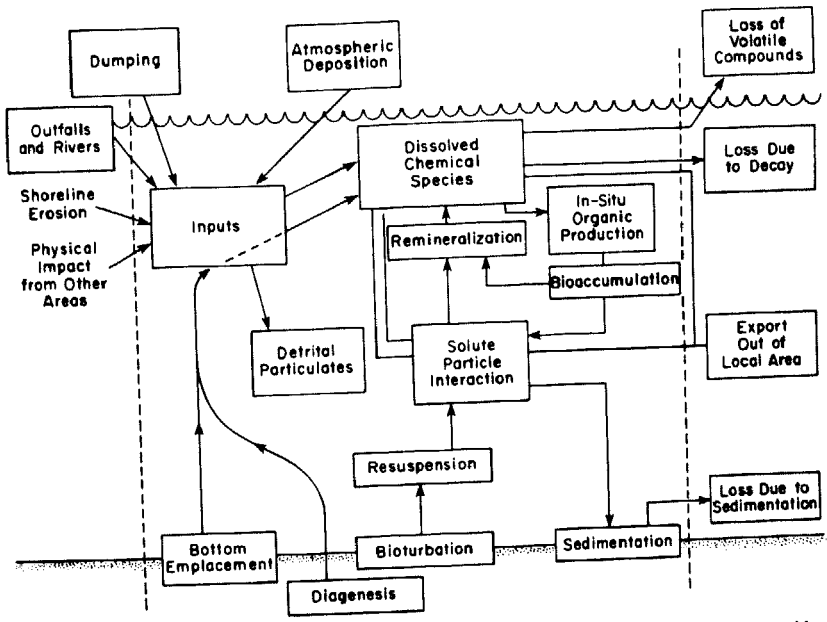 Dumping
Atmospheric
Deposition
Loss of
Volatile
Compounds
Outfalls
and Rivers
Dissolved
Chemical
Species
Loss Due
to Decay
Shoreline
Erosion
Inputs
In-Situ
Organic
Production
Remineralization
Physical
Impact
from Other
Areas
Bioaccumulation
Detrital
Particulates
Solute
Particle
Interaction
Export
Out of
Local Area
Resuspension
Loss Due to
Sedimentation
Bottom
Emplacement
Bioturbation
Sedimentation
Diagenesis